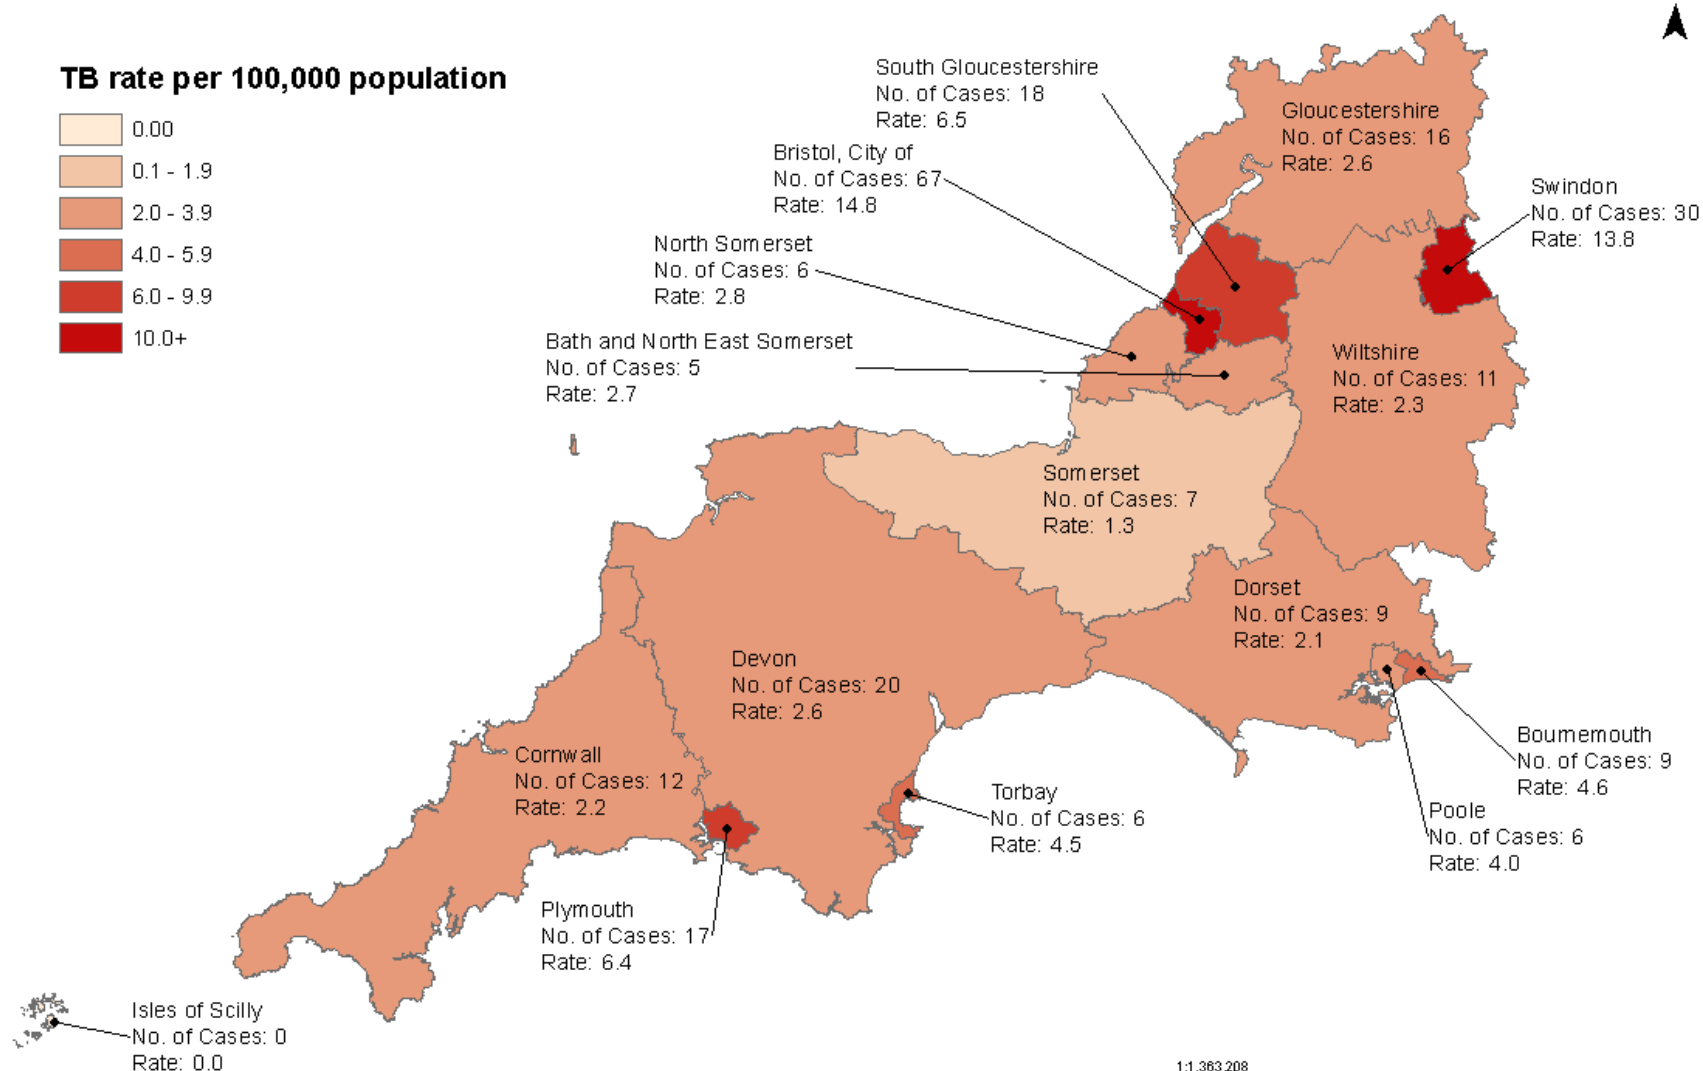 TB rate per 100,000 population
0.00
0.1 - 1.9
2.0 - 3.9
4.0 - 5.9
6.0 - 9.9
10.0+
South Gloucestershire
No. of Cases: 18
Rate: 6.5
Gloucestershire
No. of Cases: 16
Rate: 2.6
Bristol, City of
No. of Cases: 67
Rate: 14.8
Swindon
No. of Cases: 30
Rate: 13.8
North Somerset
No. of Cases: 6
Rate: 2.8
Bath and North East Somerset
No. of Cases: 5
Rate: 2.7
Wiltshire
No. of Cases: 11
Rate: 2.3
Somerset
No. of Cases: 7
Rate: 1.3
Dorset
No. of Cases: 9
Rate: 2.1
Devon
No. of Cases: 20
Rate: 2.6
Cornwall
No. of Cases: 12
Rate: 2.2
Bournemouth
No. of Cases: 9
Rate: 4.6
Torbay
No. of Cases: 6
Rate: 4.5
Poole
No. of Cases: 6
Rate: 4.0
Plymouth
No. of Cases: 17
Rate: 6.4
Isles of Scilly
No. of Cases: 0
Rate: 0.0
1:1,363,208